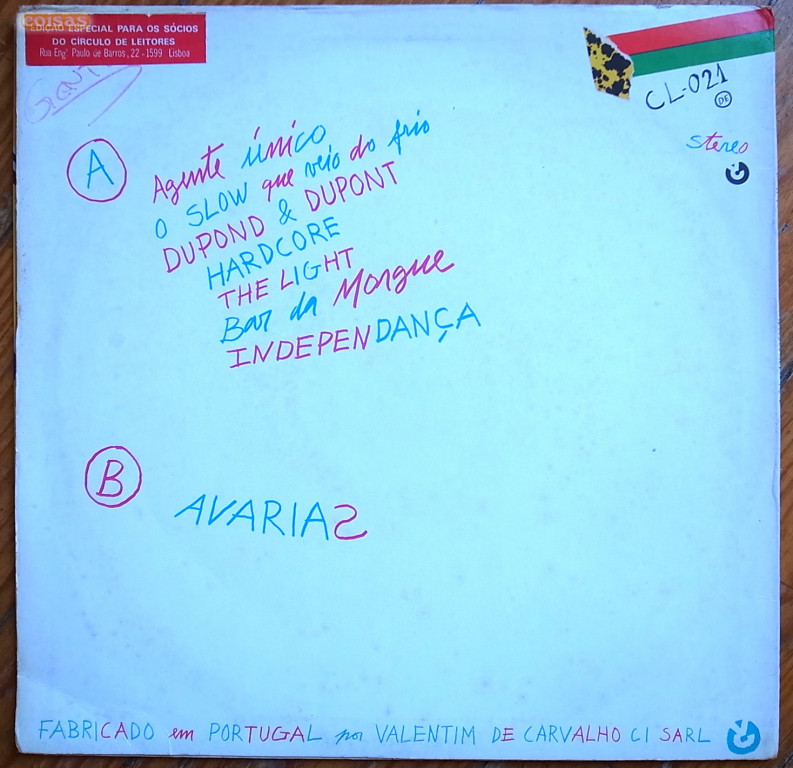 coisas
EDIÇÃO ESPECIAL PARA OS SÓCIOS
DO CÍRCULO DE LEITORES
Rua Engº Paulo de Barros, 22 - 1599 Lisboa
CL-021
DE
stereo
A
Agente único
O SLOW que veio do frio
DUPOND & DUPONT
HARDCORE
THE LIGHT
Bar da Morgue
INDEPENDANÇA
B
AVARIAS
FABRICADO em PORTUGAL por VALENTIM DE CARVALHO CI SARL